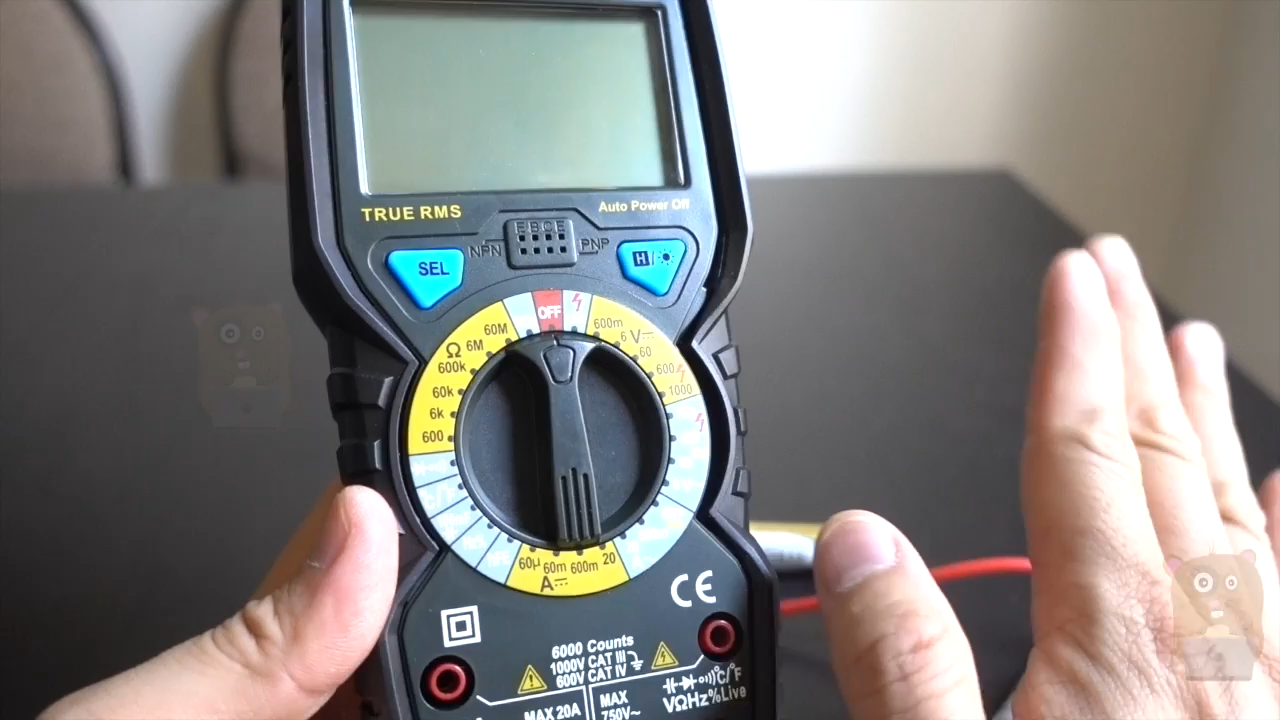 TRUE RMS
Auto Power Off
EBCE
NPN
PNP
SEL
H
OFF
60M
6M
Ω
600k
60k
6k
600
600m
6
V
60
600
1000
°C/°F
60µ
60m
600m
20
A
CE
6000 Counts
1000V CAT III
600V CAT IV
°C/°F
VΩHz%Live
MAX 20A
MAX
750V~